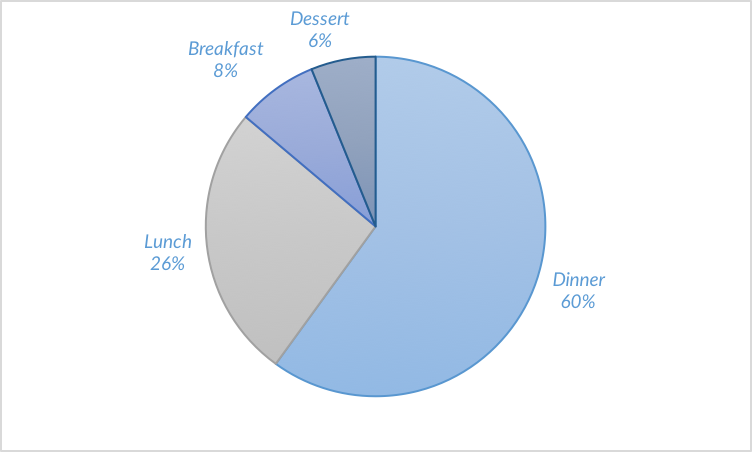 Dessert
6%
Breakfast
8%
Lunch
26%
Dinner
60%